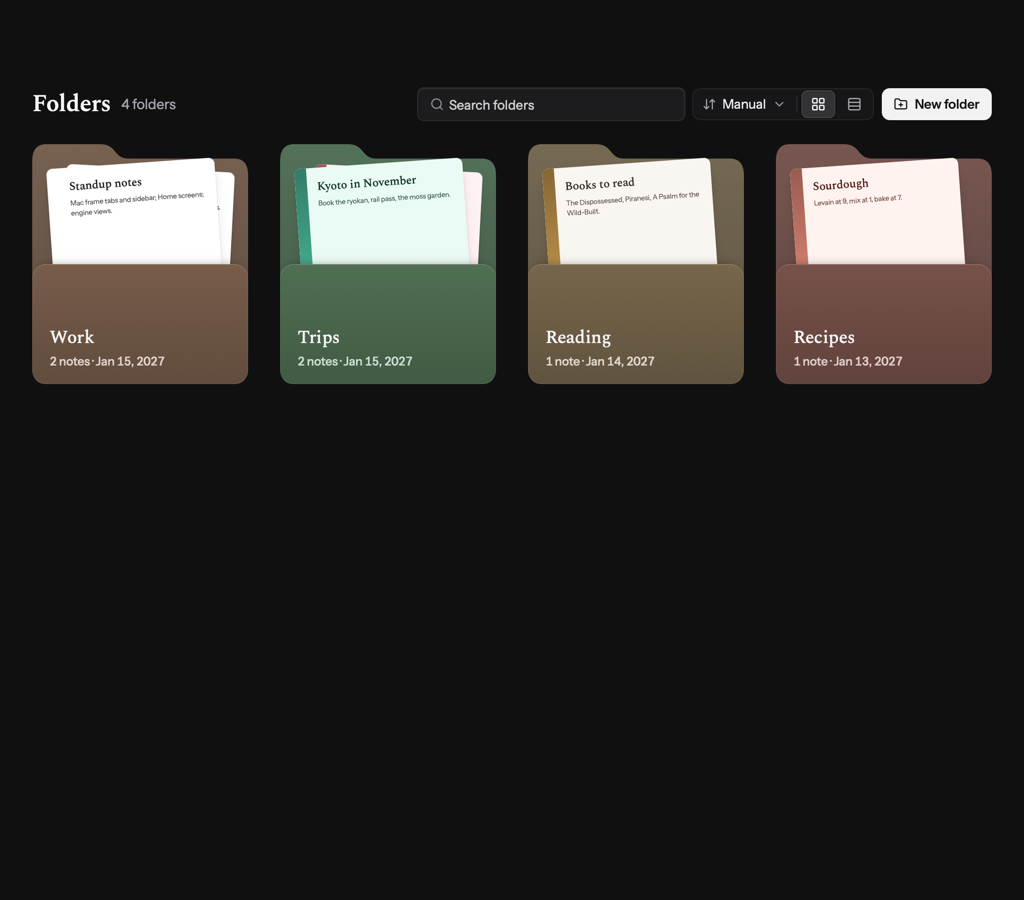 Folders
4 folders
Search folders
Manual
New folder
Standup notes
Mac frame tabs and sidebar; Home screens;
engine views.
Work
2 notes · Jan 15, 2027
Kyoto in November
Book the ryokan, rail pass, the moss garden.
Trips
2 notes · Jan 15, 2027
Books to read
The Dispossessed, Piranesi, A Psalm for the
Wild-Built.
Reading
1 note · Jan 14, 2027
Sourdough
Levain at 9, mix at 1, bake at 7.
Recipes
1 note · Jan 13, 2027